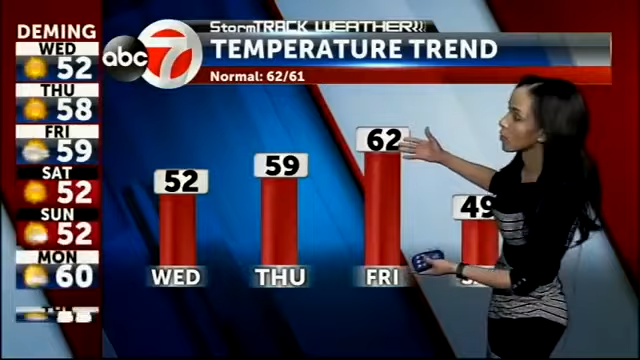 DEMING
WED
52
THU
58
FRI
59
SAT
52
SUN
52
MON
60
abc 7
StormTRACK WEATHER
TEMPERATURE TREND
Normal: 62/61
52
59
62
49
WED
THU
FRI